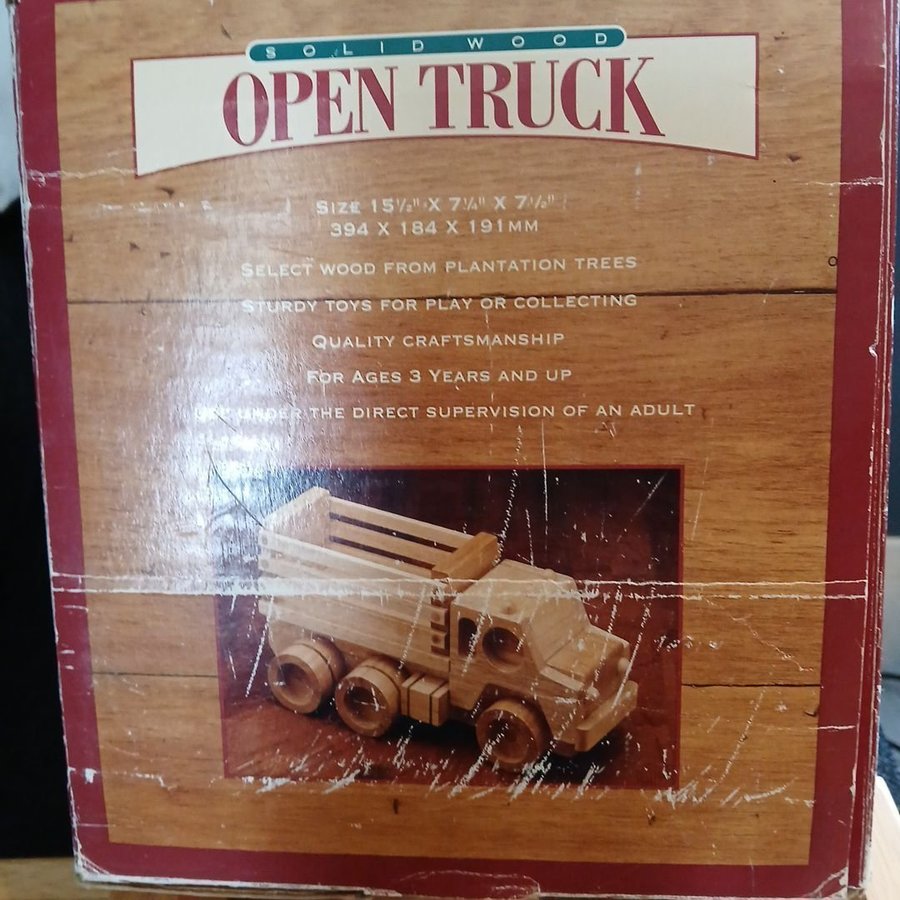 SOLID WOOD
OPEN TRUCK
SIZE 15½" X 7¼" X 7½"
394 X 184 X 191MM
SELECT WOOD FROM PLANTATION TREES
STURDY TOYS FOR PLAY OR COLLECTING
QUALITY CRAFTSMANSHIP
FOR AGES 3 YEARS AND UP
USE UNDER THE DIRECT SUPERVISION OF AN ADULT